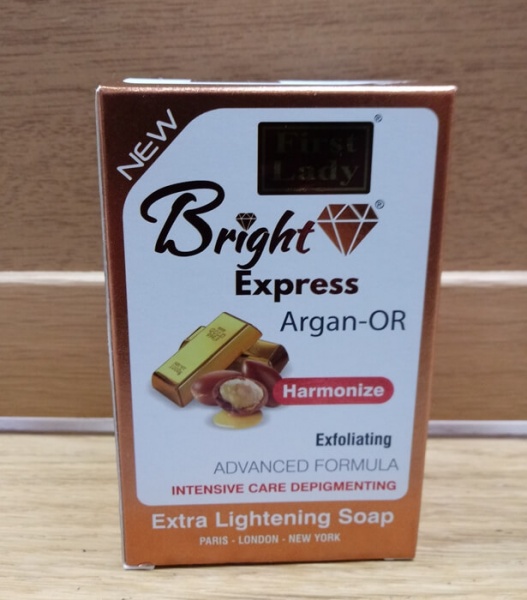 NEW
First
Lady
Bright
Express
Argan-OR
Harmonize
Exfoliating
ADVANCED FORMULA
INTENSIVE CARE DEPIGMENTING
Extra Lightening Soap
PARIS - LONDON - NEW YORK